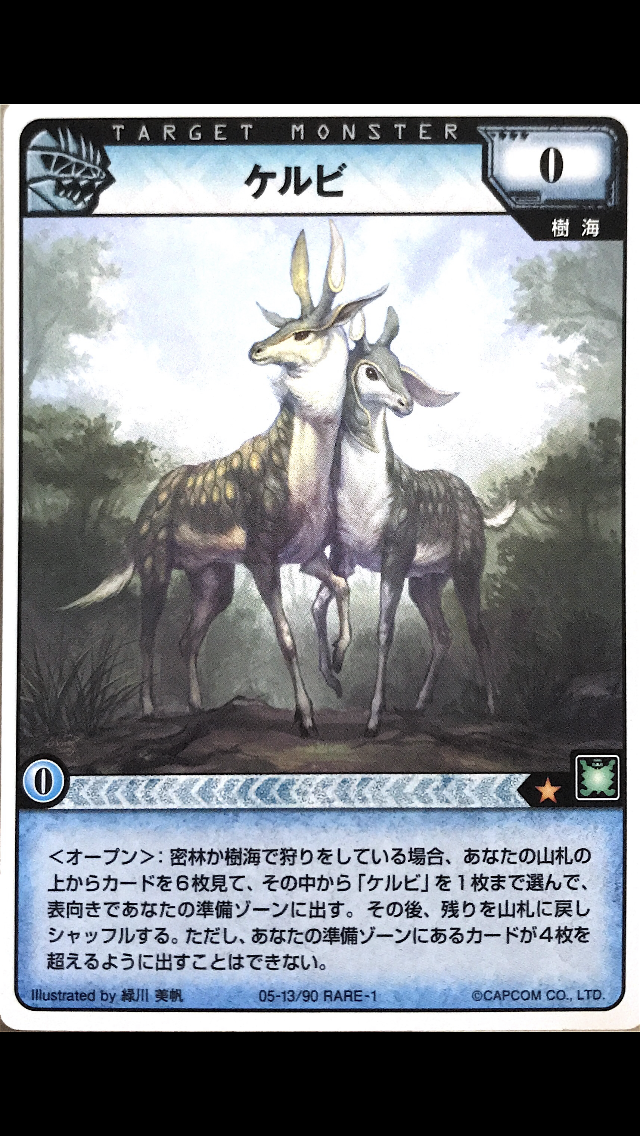 TARGET MONSTER
ケルビ
0
樹海
0
<オープン>：密林か樹海で狩りをしている場合、あなたの山札の
上からカードを６枚見て、その中から「ケルビ」を１枚まで選んで、
表向きであなたの準備ゾーンに出す。その後、残りを山札に戻し
シャッフルする。ただし、あなたの準備ゾーンにあるカードが４枚を
超えるように出すことはできない。
Illustrated by 緑川 美帆 05-13/90 RARE-1 ©CAPCOM CO., LTD.